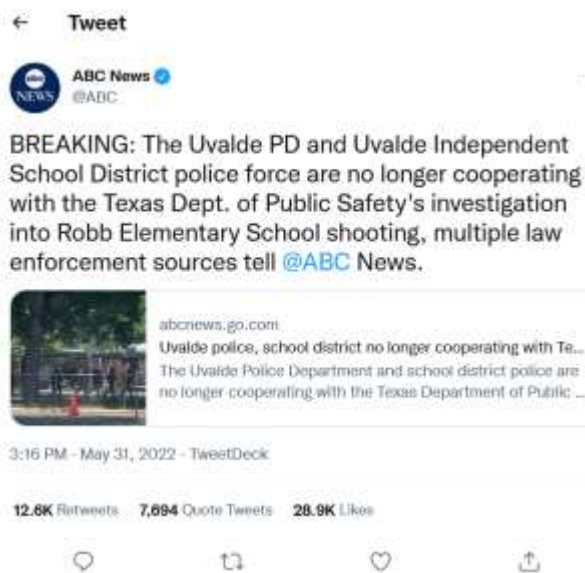 Tweet
ABC News
@ABC
abc
NEWS
BREAKING: The Uvalde PD and Uvalde Independent
School District police force are no longer cooperating
with the Texas Dept. of Public Safety's investigation
into Robb Elementary School shooting, multiple law
enforcement sources tell @ABC News.
abcnews.go.com
Uvalde police, school district no longer cooperating with Te...
The Uvalde Police Department and school district police are
no longer cooperating with the Texas Department of Public ...
3:16 PM - May 31, 2022 - TweetDeck
12.6K Retweets 7,694 Quote Tweets 28.9K Likes